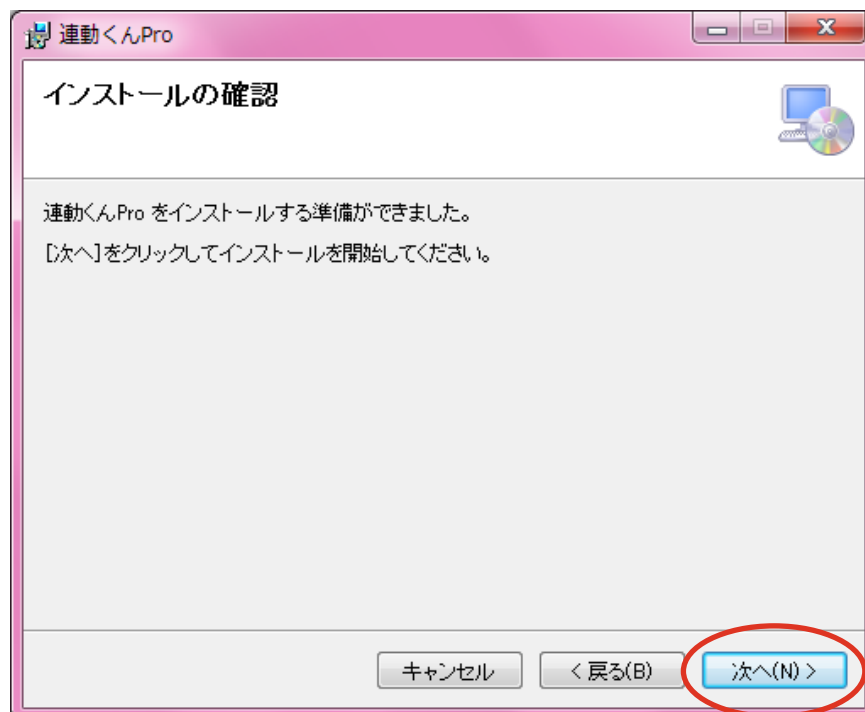 連動くんPro
インストールの確認
連動くんPro をインストールする準備ができました。
[次へ]をクリックしてインストールを開始してください。
キャンセル
< 戻る(B)
次へ(N) >